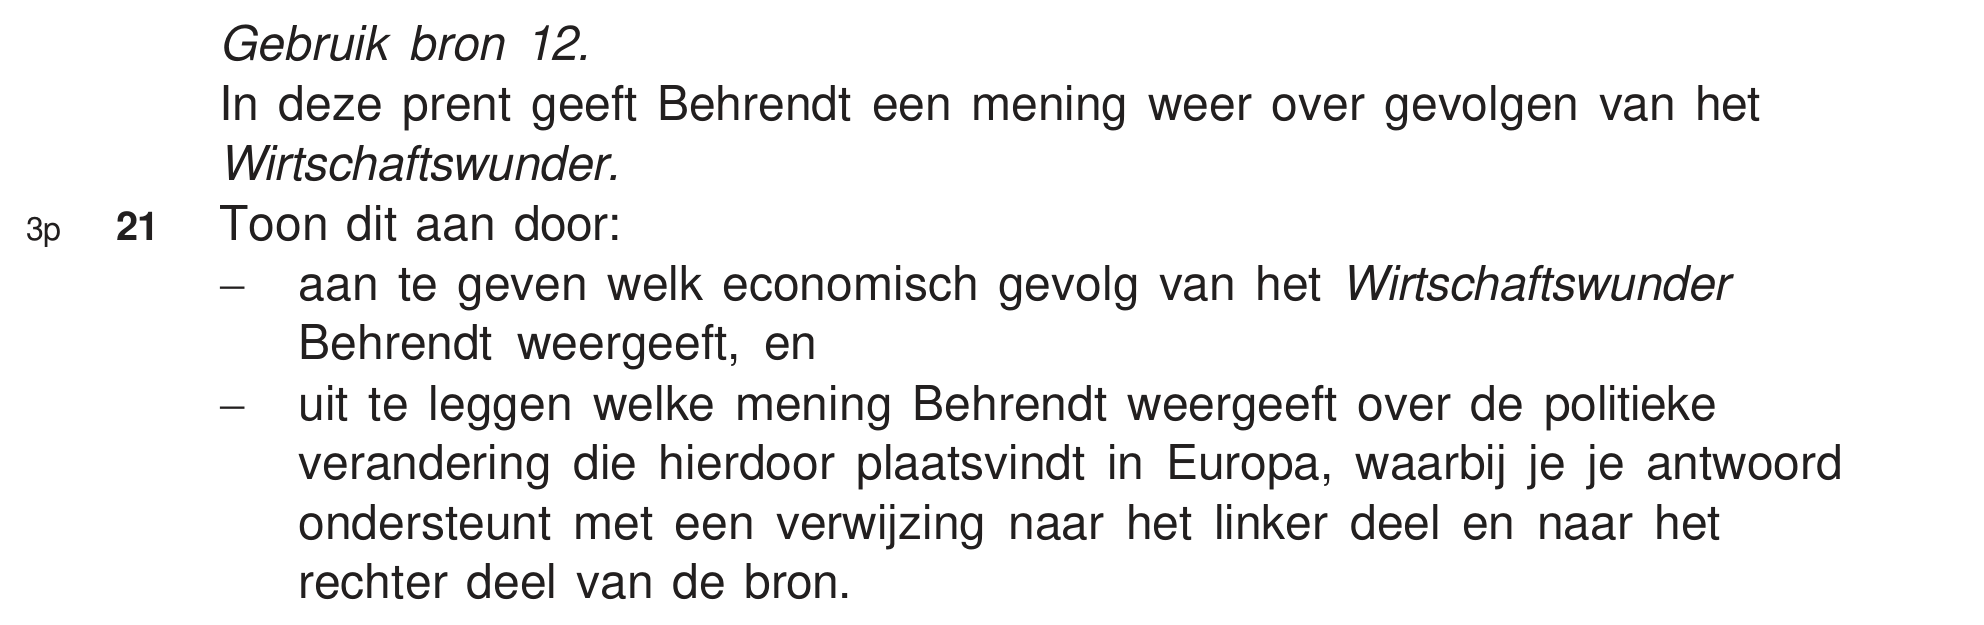 Gebruik bron 12.
In deze prent geeft Behrendt een mening weer over gevolgen van het
Wirtschaftswunder.
3p 21 Toon dit aan door:
– aan te geven welk economisch gevolg van het Wirtschaftswunder
Behrendt weergeeft, en
– uit te leggen welke mening Behrendt weergeeft over de politieke
verandering die hierdoor plaatsvindt in Europa, waarbij je je antwoord
ondersteunt met een verwijzing naar het linker deel en naar het
rechter deel van de bron.